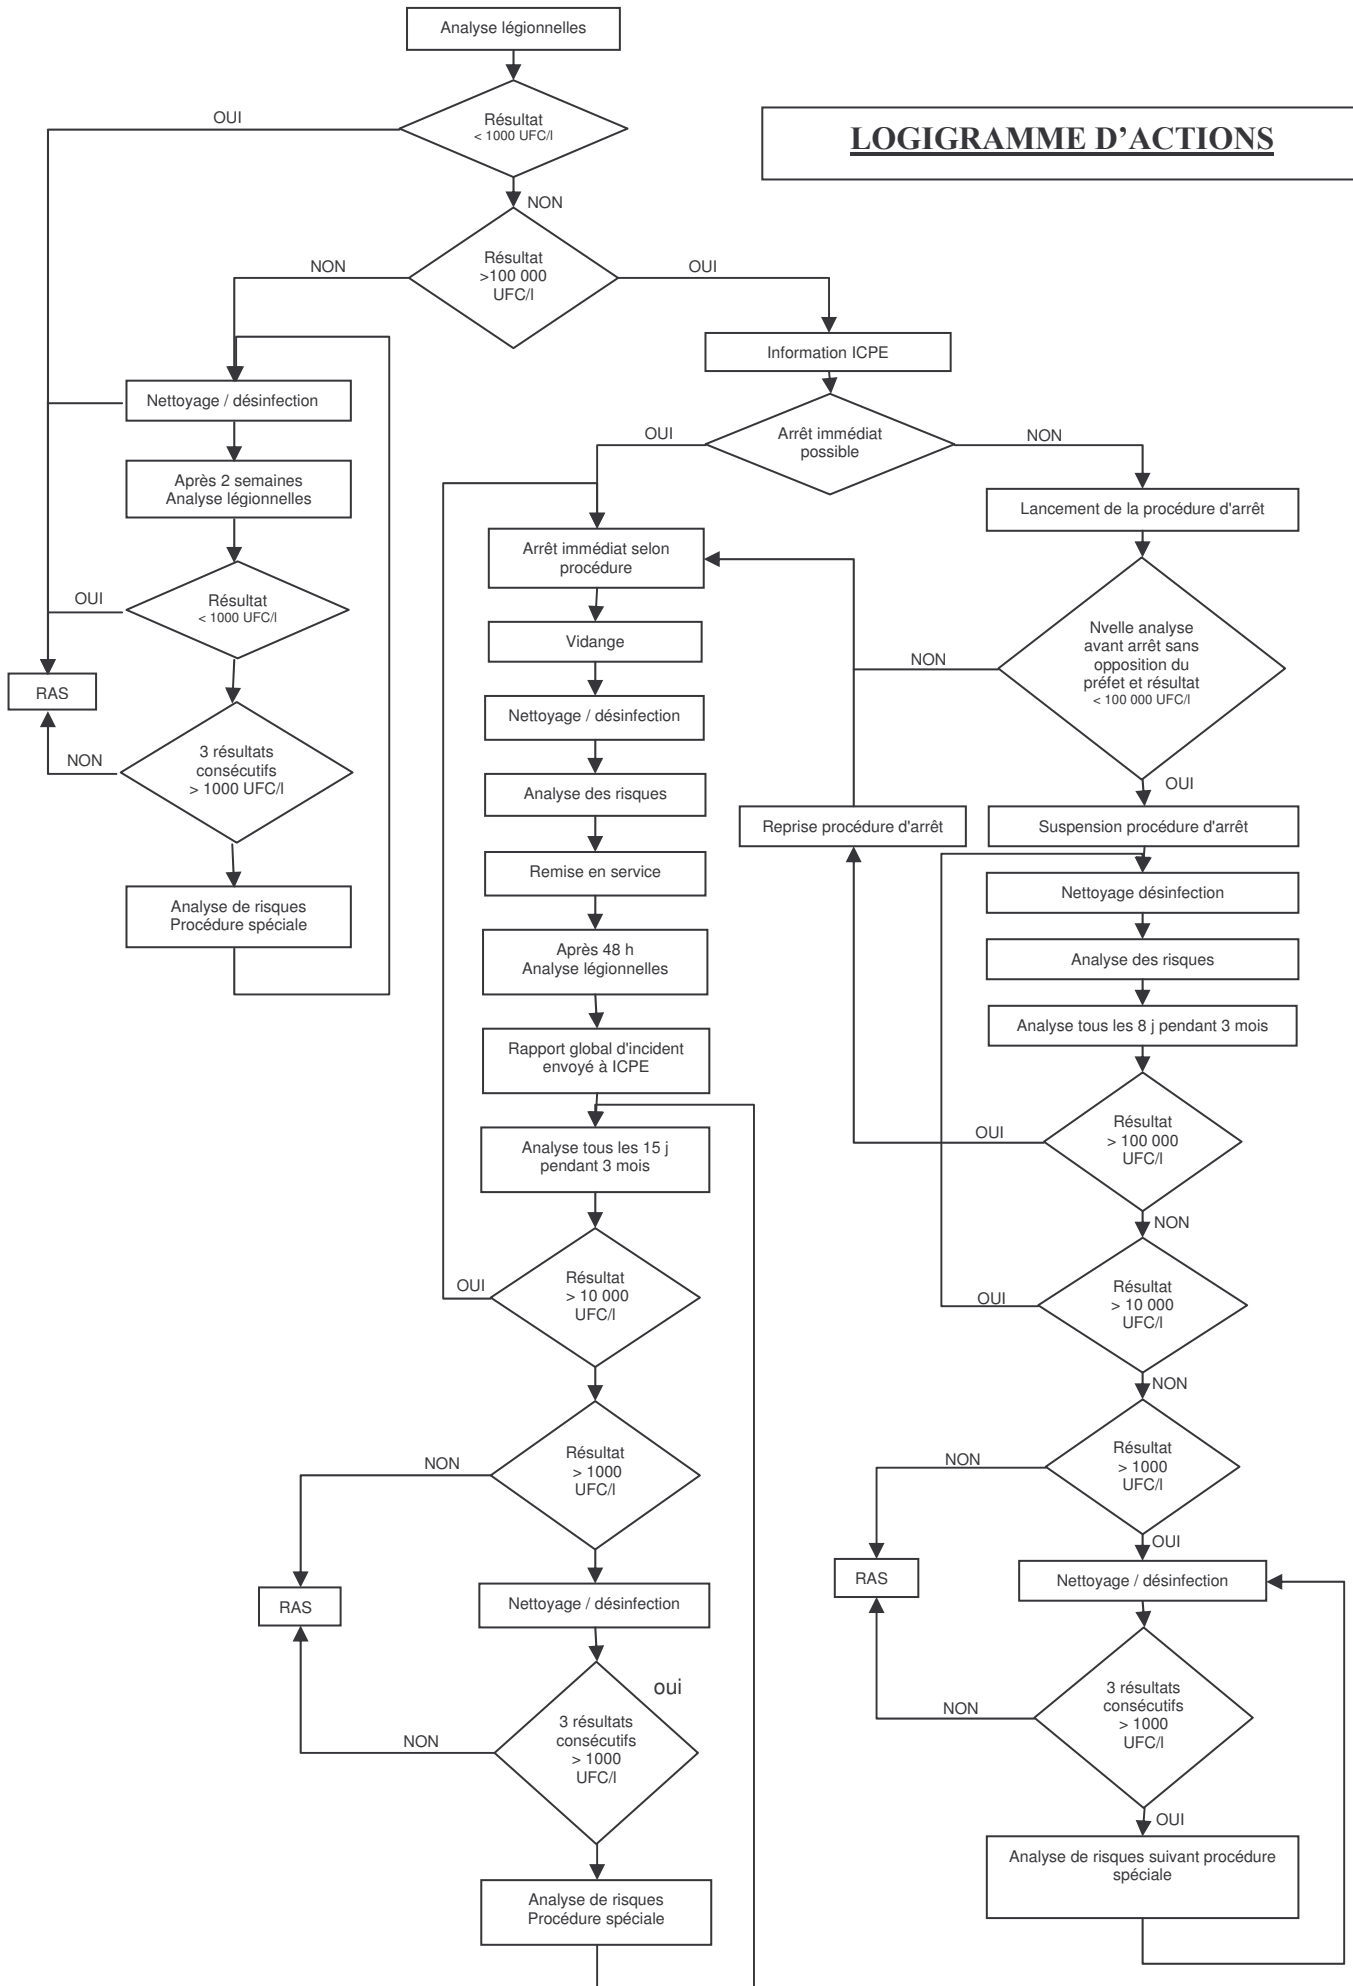 Analyse légionnelles
OUI
Résultat
< 1000 UFC/l
LOGIGRAMME D'ACTIONS
NON
NON
Résultat
>100 000
UFC/l
OUI
Information ICPE
Nettoyage / désinfection
OUI
Arrêt immédiat
possible
NON
Après 2 semaines
Analyse légionnelles
Lancement de la procédure d'arrêt
Arrêt immédiat selon
procédure
OUI
Résultat
< 1000 UFC/l
Vidange
NON
Nvelle analyse
avant arrêt sans
opposition du
préfet et résultat
< 100 000 UFC/l
RAS
Nettoyage / désinfection
NON
3 résultats
consécutifs
> 1000 UFC/l
OUI
Analyse des risques
Reprise procédure d'arrêt
Suspension procédure d'arrêt
Remise en service
Nettoyage désinfection
Analyse de risques
Procédure spéciale
Après 48 h
Analyse légionnelles
Analyse des risques
Analyse tous les 8 j pendant 3 mois
Rapport global d'incident
envoyé à ICPE
OUI
Résultat
> 100 000
UFC/l
Analyse tous les 15 j
pendant 3 mois
NON
OUI
Résultat
> 10 000
UFC/l
OUI
Résultat
> 10 000
UFC/l
NON
NON
Résultat
> 1000
UFC/l
NON
Résultat
> 1000
UFC/l
OUI
RAS
Nettoyage / désinfection
RAS
Nettoyage / désinfection
oui
NON
3 résultats
consécutifs
> 1000
UFC/l
NON
3 résultats
consécutifs
> 1000
UFC/l
OUI
Analyse de risques
Procédure spéciale
Analyse de risques suivant procédure
spéciale